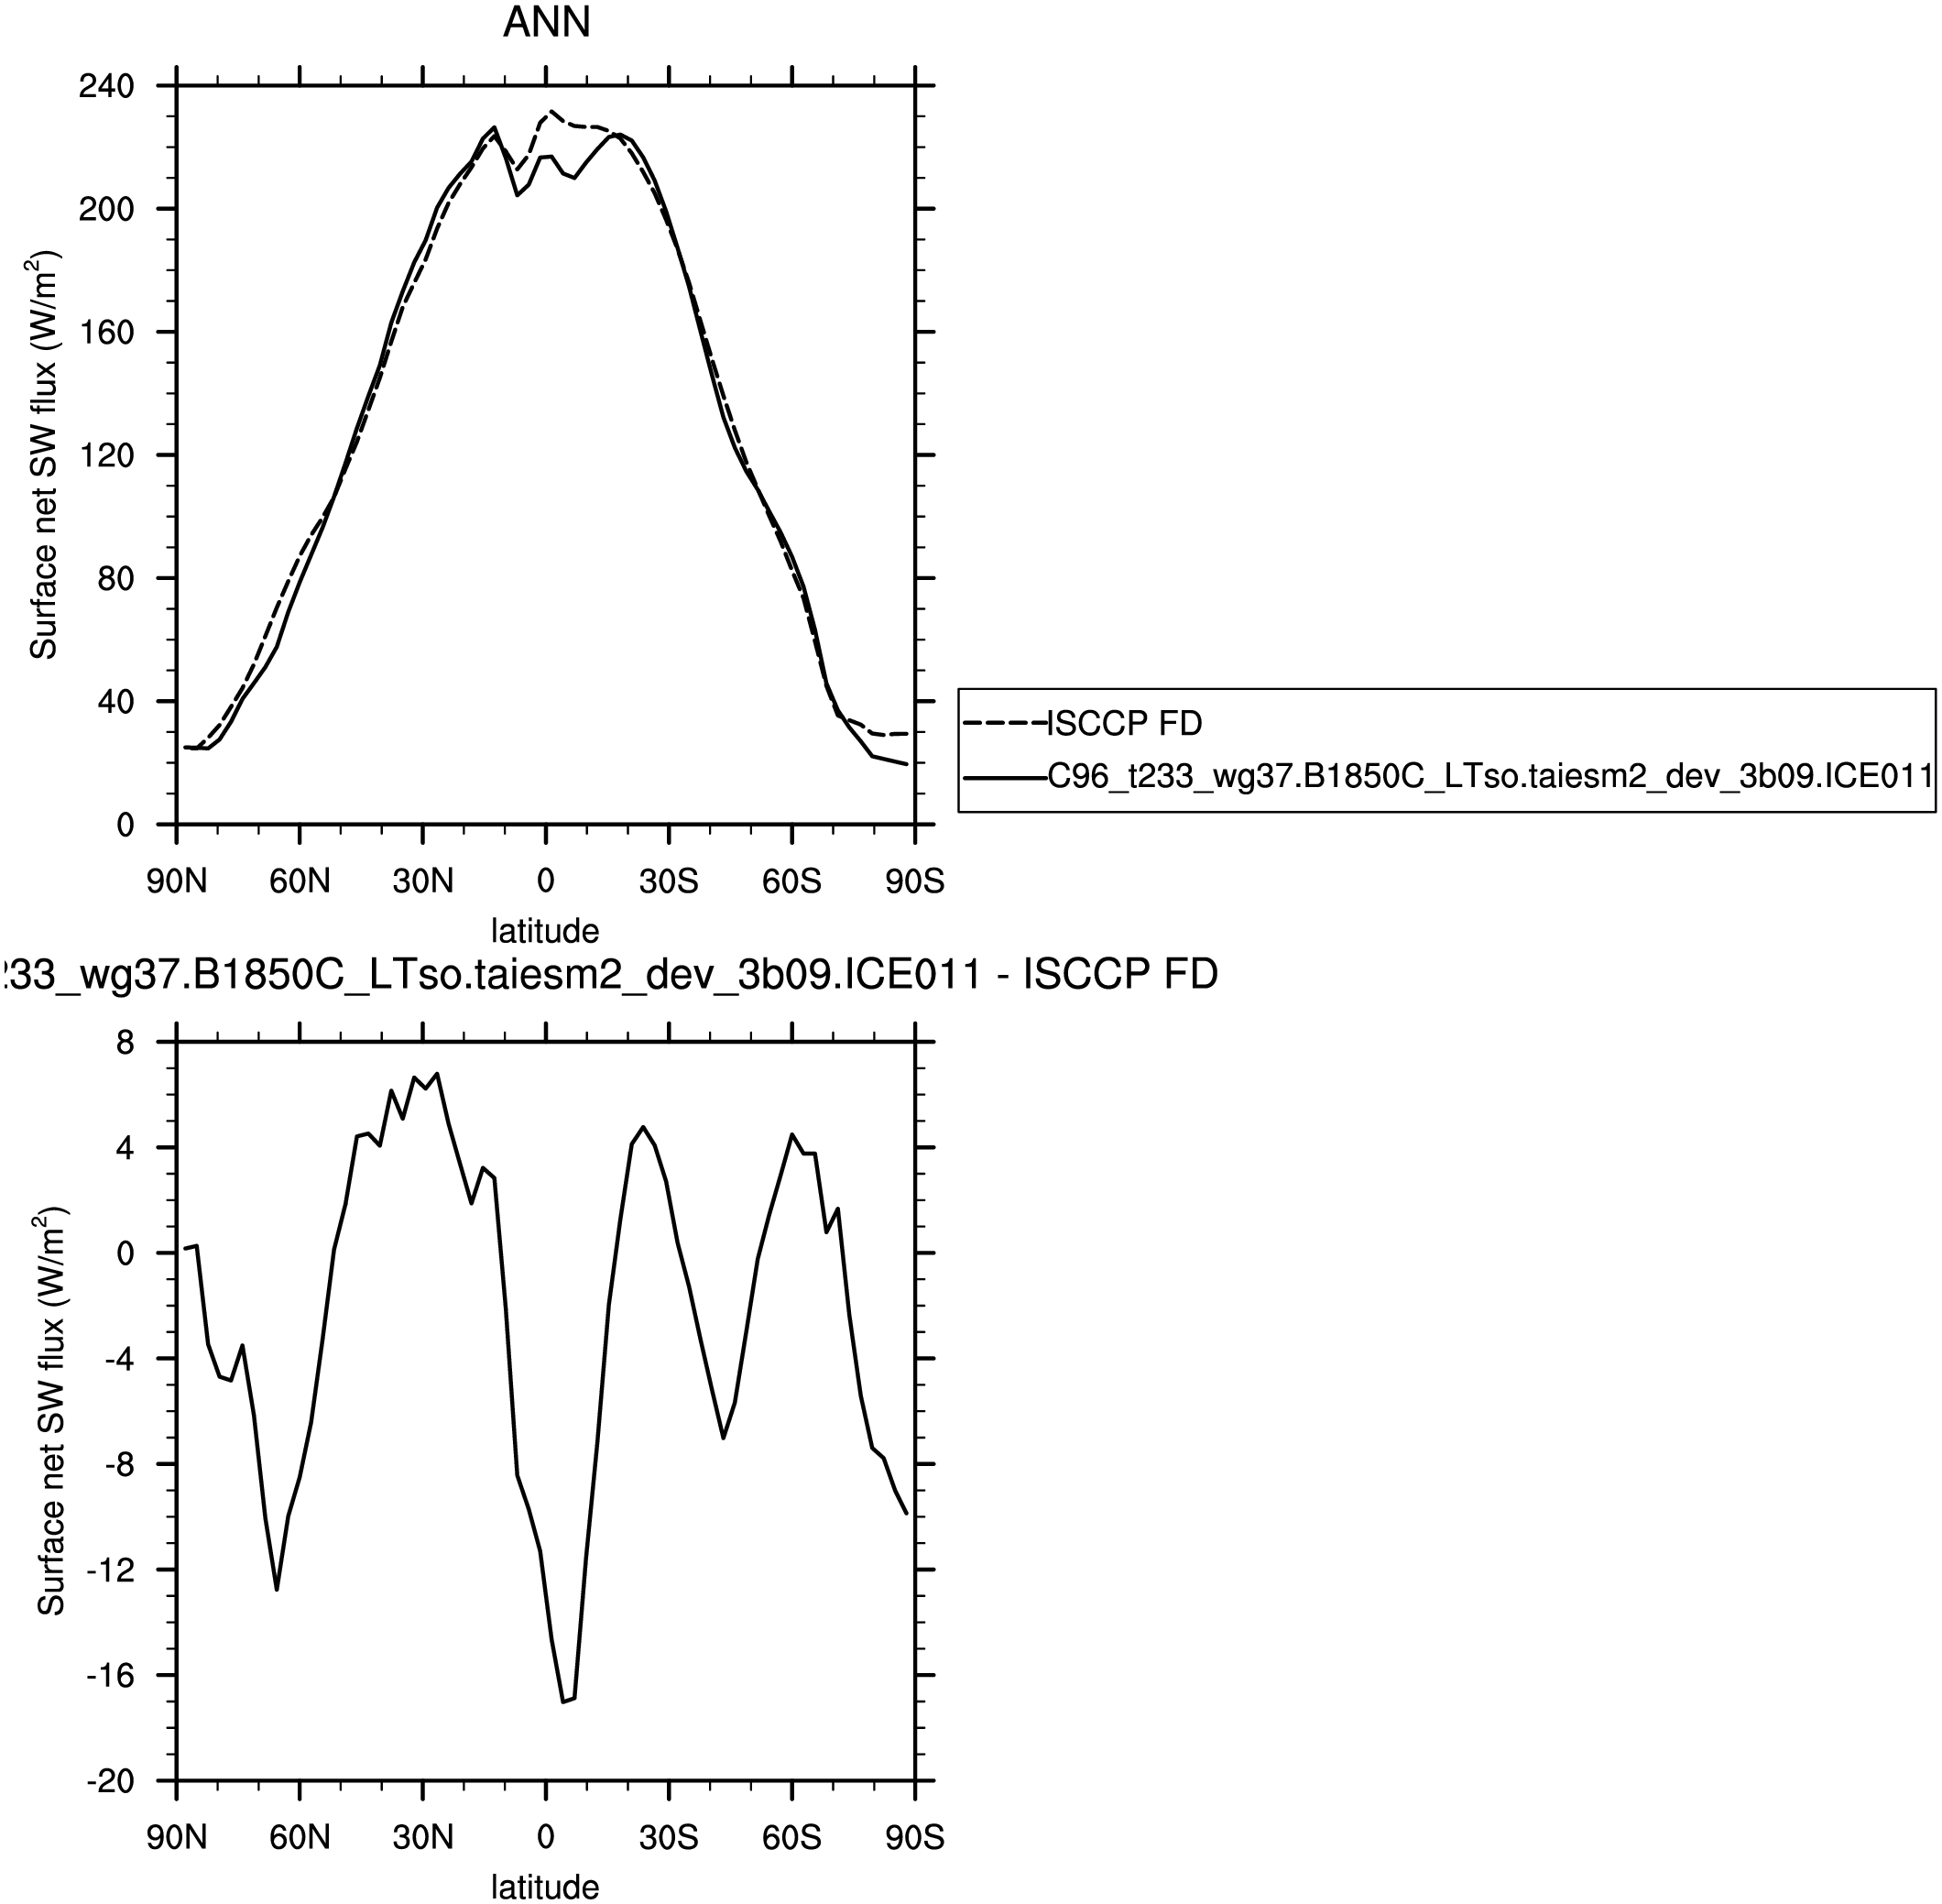 ANN
240
200
160
120
80
40
0
Surface net SW flux (W/m2)
90N 60N 30N 0 30S 60S 90S
latitude
ISCCP FD
C96_t233_wg37.B1850C_LTso.taiesm2_dev_3b09.ICE011
33_wg37.B1850C_LTso.taiesm2_dev_3b09.ICE011 - ISCCP FD
8
4
0
-4
-8
-12
-16
-20
Surface net SW flux (W/m2)
90N 60N 30N 0 30S 60S 90S
latitude